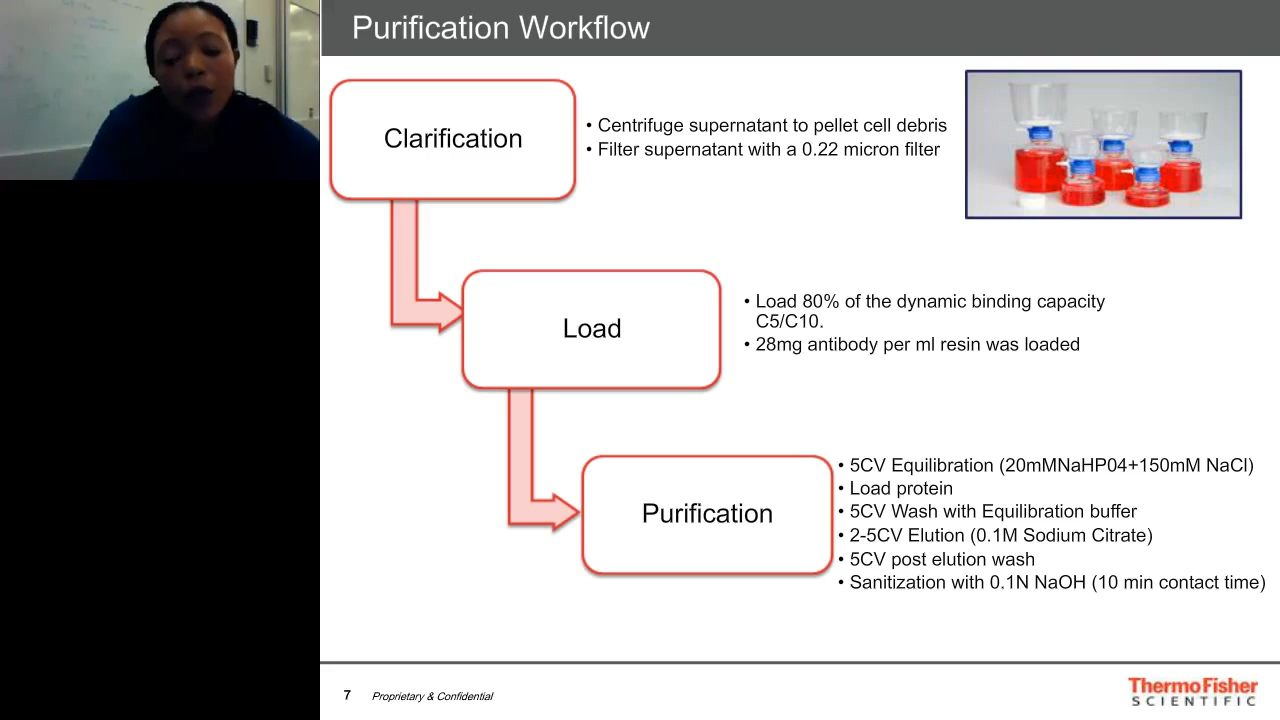 Purification Workflow
Clarification
• Centrifuge supernatant to pellet cell debris
• Filter supernatant with a 0.22 micron filter
Load
• Load 80% of the dynamic binding capacity
C5/C10.
• 28mg antibody per ml resin was loaded
Purification
• 5CV Equilibration (20mMNaHP04+150mM NaCl)
• Load protein
• 5CV Wash with Equilibration buffer
• 2-5CV Elution (0.1M Sodium Citrate)
• 5CV post elution wash
• Sanitization with 0.1N NaOH (10 min contact time)
7 Proprietary & Confidential
ThermoFisher
SCIENTIFIC